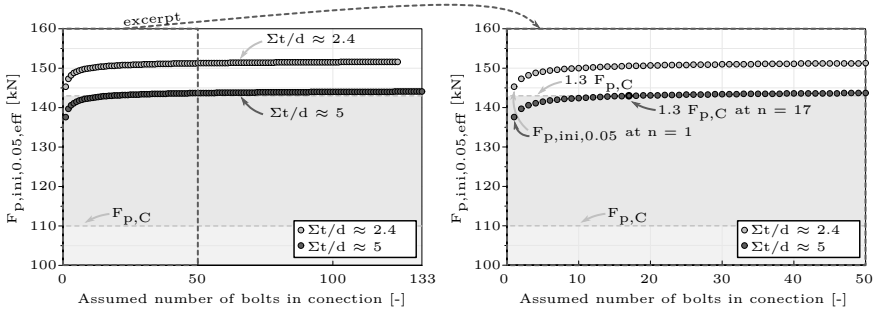 excerpt
F_p,ini,0.05,eff [kN]
160
150
140
130
120
110
100
Σt/d ≈ 2.4
Σt/d ≈ 5
F_p,C
Σt/d ≈ 2.4
Σt/d ≈ 5
0
50
100
133
Assumed number of bolts in conection [-]
F_p,ini,0.05,eff [kN]
160
150
140
130
120
110
100
Σt/d ≈ 2.4
1.3 F_p,C
1.3 F_p,C at n = 17
F_p,ini,0.05 at n = 1
F_p,C
Σt/d ≈ 2.4
Σt/d ≈ 5
0
10
20
30
40
50
Assumed number of bolts in conection [-]